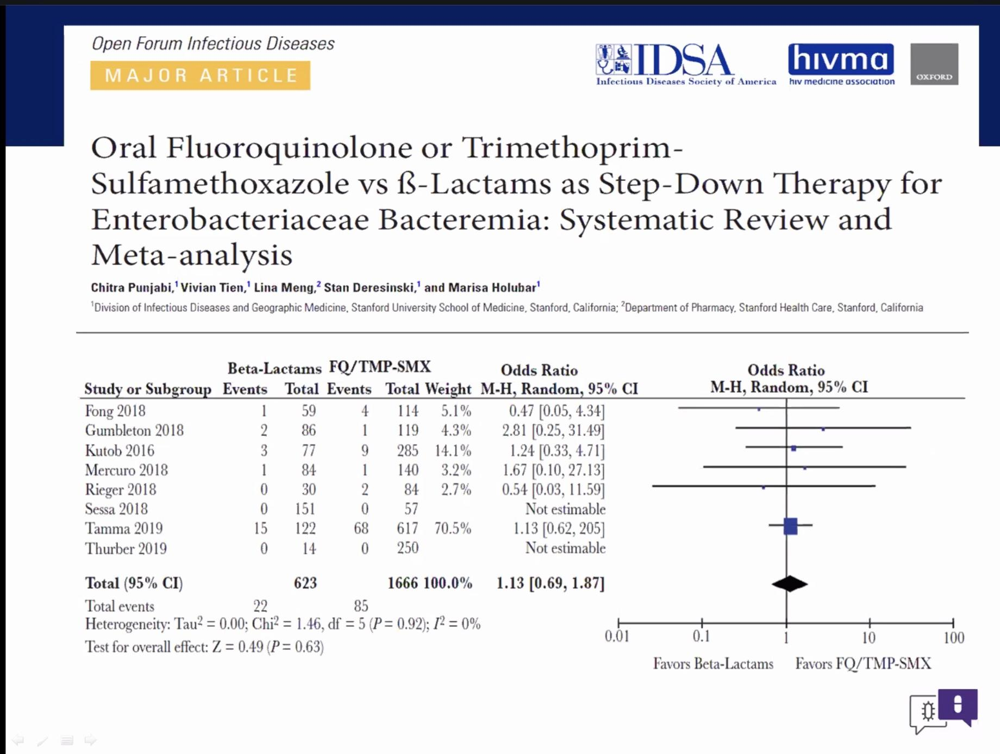 Open Forum Infectious Diseases
MAJOR ARTICLE
IDSA
Infectious Diseases Society of America
hivma
hiv medicine association
OXFORD
Oral Fluoroquinolone or Trimethoprim-
Sulfamethoxazole vs ß-Lactams as Step-Down Therapy for
Enterobacteriaceae Bacteremia: Systematic Review and
Meta-analysis
Chitra Punjabi,¹ Vivian Tien,¹ Lina Meng,² Stan Deresinski,¹ and Marisa Holubar¹
¹Division of Infectious Diseases and Geographic Medicine, Stanford University School of Medicine, Stanford, California; ²Department of Pharmacy, Stanford Health Care, Stanford, California
Beta-Lactams FQ/TMP-SMX Odds Ratio Odds Ratio
Study or Subgroup Events Total Events Total Weight M-H, Random, 95% CI M-H, Random, 95% CI
Fong 2018 1 59 4 114 5.1% 0.47 [0.05, 4.34]
Gumbleton 2018 2 86 1 119 4.3% 2.81 [0.25, 31.49]
Kutob 2016 3 77 9 285 14.1% 1.24 [0.33, 4.71]
Mercuro 2018 1 84 1 140 3.2% 1.67 [0.10, 27.13]
Rieger 2018 0 30 2 84 2.7% 0.54 [0.03, 11.59]
Sessa 2018 0 151 0 57 Not estimable
Tamma 2019 15 122 68 617 70.5% 1.13 [0.62, 205]
Thurber 2019 0 14 0 250 Not estimable
Total (95% CI) 623 1666 100.0% 1.13 [0.69, 1.87]
Total events 22 85
Heterogeneity: Tau² = 0.00; Chi² = 1.46, df = 5 (P = 0.92); I² = 0%
Test for overall effect: Z = 0.49 (P = 0.63)
0.01 0.1 1 10 100
Favors Beta-Lactams Favors FQ/TMP-SMX